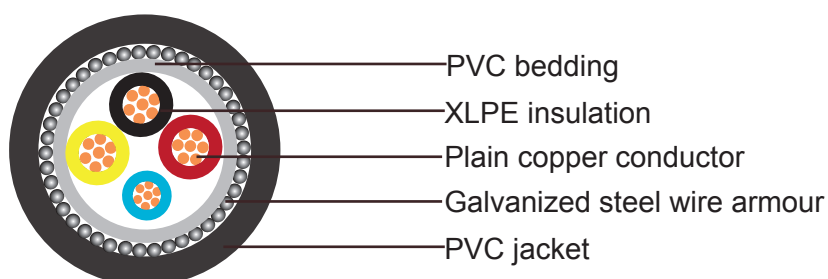 PVC bedding
XLPE insulation
Plain copper conductor
Galvanized steel wire armour
PVC jacket